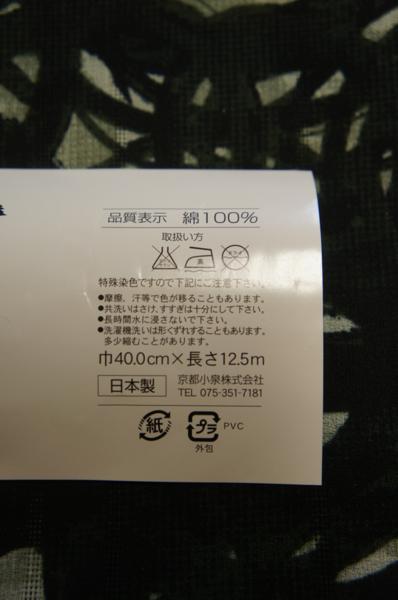 品質表示 綿100%
取扱い方
特殊染色ですので下記にご注意下さい。
●摩擦、汗等で色が移ることもあります。
●共洗いはさけ、すすぎは十分にして下さい。
●長時間水に浸さないで下さい。
●洗濯機洗いは形くずれすることもあります。
多少縮むことがあります。
巾40.0cm×長さ12.5m
日本製 京都小泉株式会社
TEL 075-351-7181
紙 プラ PVC
外包